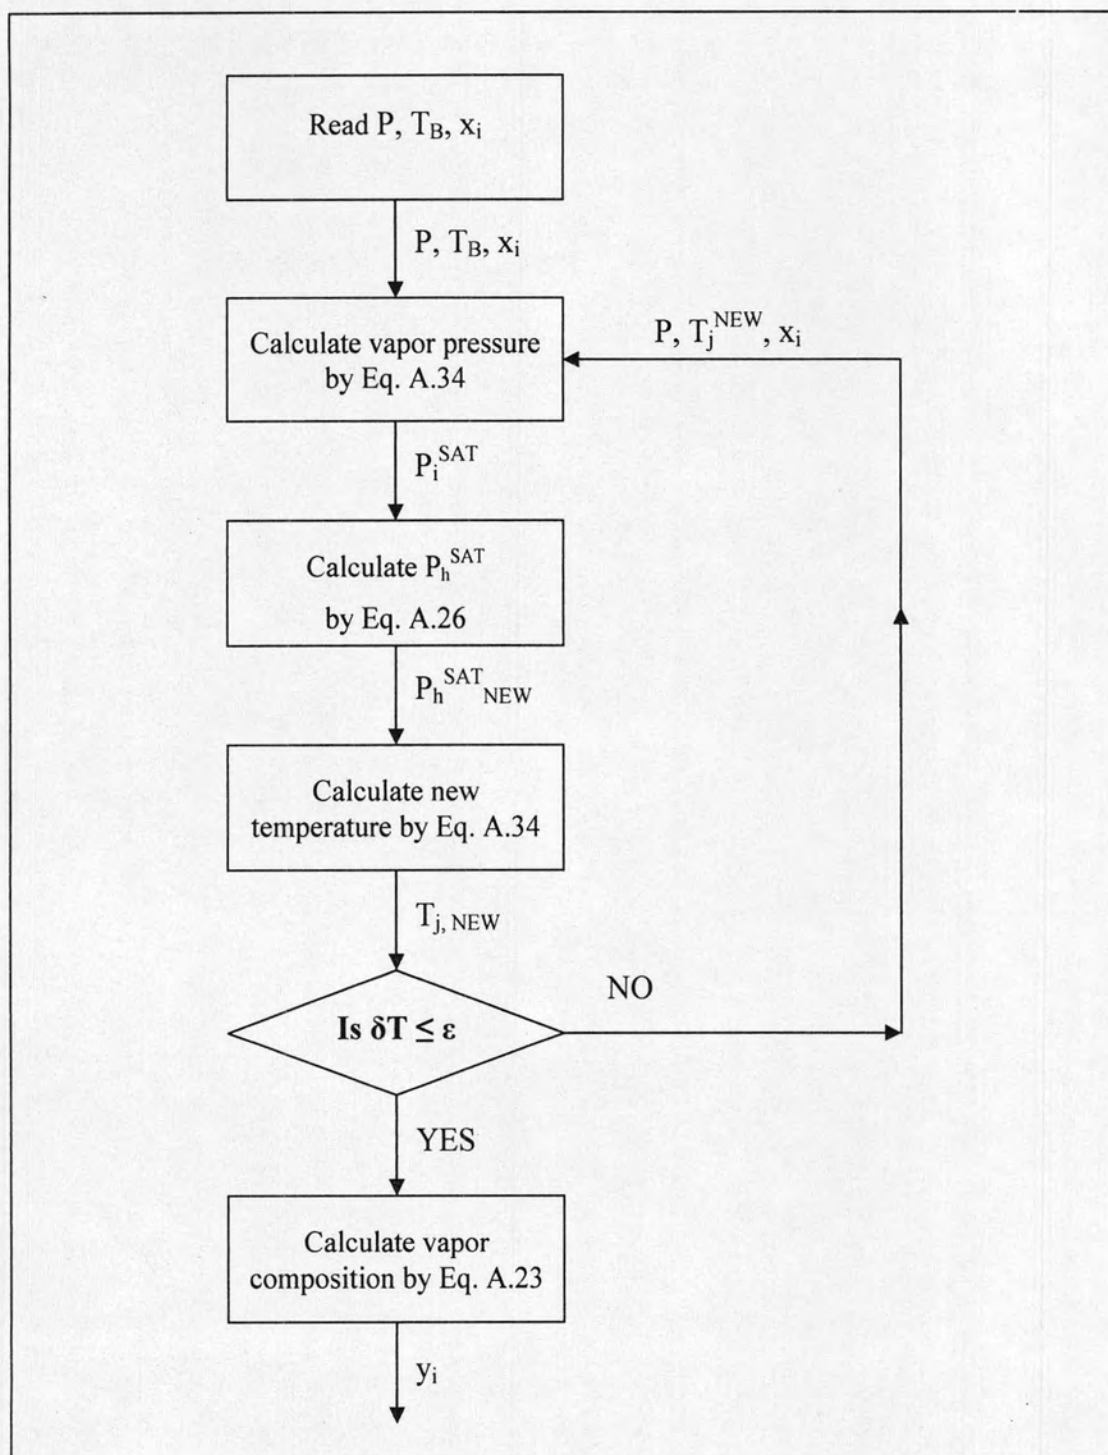 Read P, T_B, x_i
P, T_B, x_i
Calculate vapor pressure
by Eq. A.34
P, T_j^NEW, x_i
P_i^SAT
Calculate P_h^SAT
by Eq. A.26
P_h^SAT_NEW
Calculate new
temperature by Eq. A.34
T_j, NEW
Is δT ≤ ε
NO
YES
Calculate vapor
composition by Eq. A.23
y_i